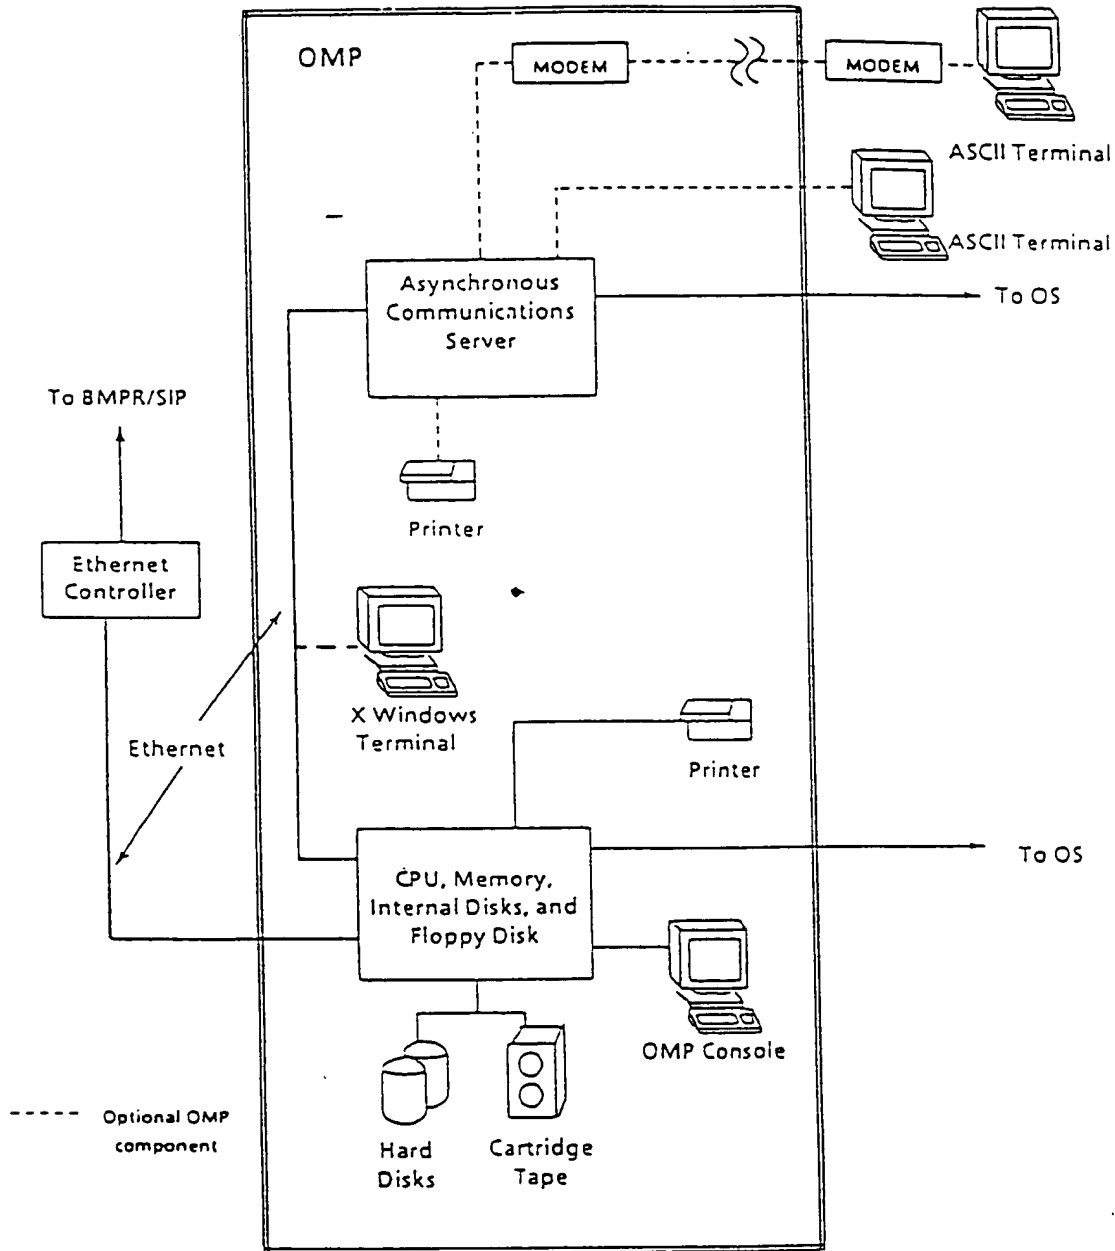 OMP
MODEM
MODEM
ASCII Terminal
ASCII Terminal
Asynchronous
Communications
Server
To OS
To BMPR/SIP
Printer
Ethernet
Controller
X Windows
Terminal
Ethernet
Printer
CPU, Memory,
Internal Disks, and
Floppy Disk
To OS
OMP Console
Optional OMP
component
Hard
Disks
Cartridge
Tape